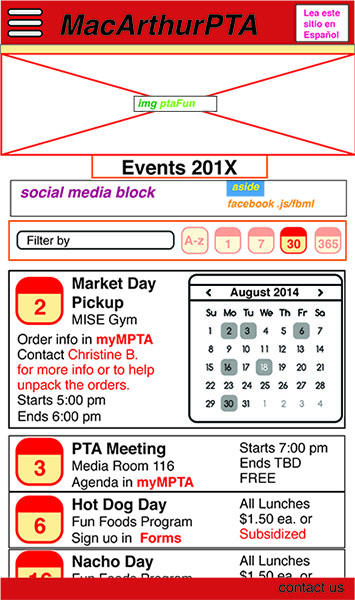 MacArthurPTA
Lea este
sitio en
Español
img ptaFun
Events 201X
social media block
aside
facebook .js/fbml
Filter by
A-z 1 7 30 365
2
Market Day
Pickup
MISE Gym
Order info in myMPTA
Contact Christine B.
for more info or to help
unpack the orders.
Starts 5:00 pm
Ends 6:00 pm
< August 2014 >
Su Mo Tu We Th Fr Sa
1 2 3 4 5 6 7
8 9 10 11 12 13 14
15 16 17 18 19 20 21
22 23 24 25 26 27 28
29 30 31 1 2 3 4
3
PTA Meeting
Media Room 116
Agenda in myMPTA
Starts 7:00 pm
Ends TBD
FREE
6
Hot Dog Day
Fun Foods Program
Sign uo in Forms
All Lunches
$1.50 ea. or
Subsidized
16
Nacho Day
Fun Foods Program
All Lunches
$1.50 ea. or
contact us